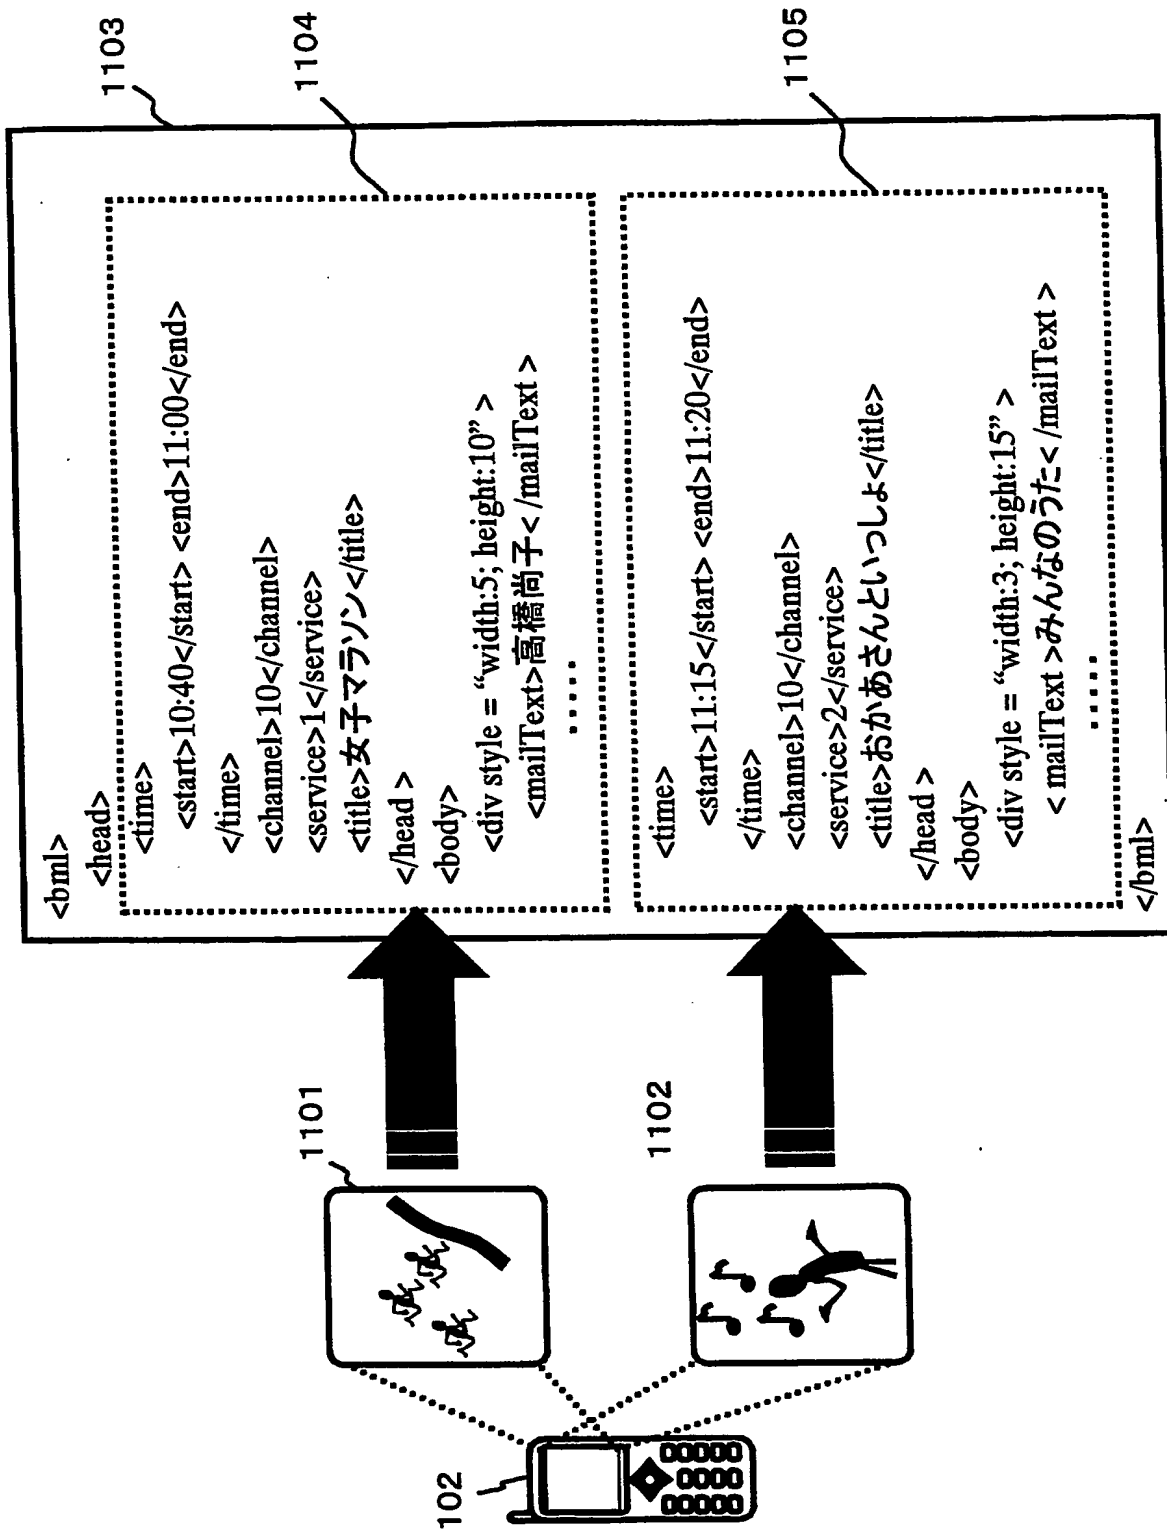 102
1101
1102
1103
1104
1105
<bml>
<head>
<time>
<start>10:40</start> <end>11:00</end>
</time>
<channel>10</channel>
<service>1</service>
<title>女子マラソン</title>
</head >
<body>
<div style = “width:5; height:10” >
<mailText>高橋尚子< /mailText >
.....
<time>
<start>11:15</start> <end>11:20</end>
</time>
<channel>10</channel>
<service>2</service>
<title>おかあさんといっしょ</title>
</head >
<body>
<div style = “width:3; height:15” >
< mailText >みんなのうた< /mailText >
.....
</bml>